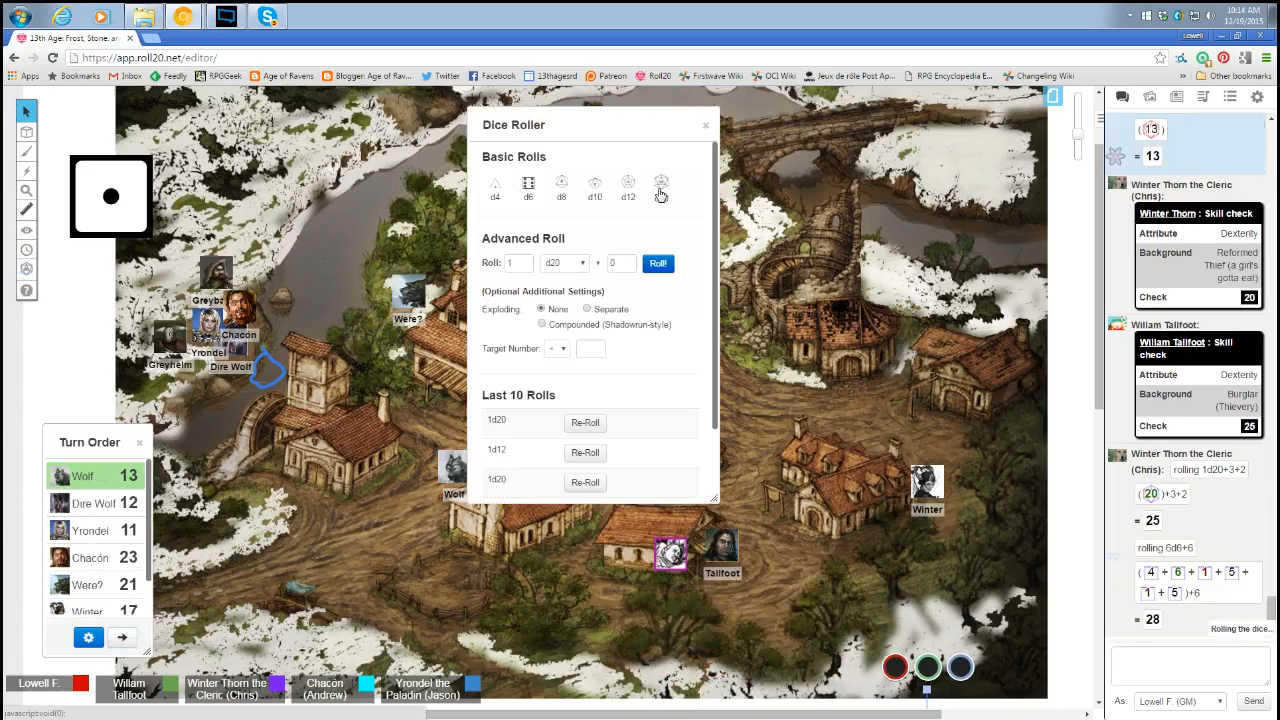 10:14 AM
12/19/2015
13th Age: Frost, Stone, an
Lowell
https://app.roll20.net/editor/
Apps
Bookmarks
Inbox
Feedly
RPGGeek
Age of Ravens
Blogger: Age of Rav...
Twitter
Facebook
13thagesrd
Patreon
Roll20
Firstwave Wiki
OCI Wiki
Jeux de rôle Post Ap...
RPG Encyclopedia E...
Changeling Wiki
»
Other bookmarks
Dice Roller
×
Basic Rolls
d4
d6
d8
d10
d12
Advanced Roll
Roll:
1
d20
+
0
Roll!
(Optional Additional Settings)
Exploding:
None
Separate
Compounded (Shadowrun-style)
Target Number:
<
Last 10 Rolls
1d20
Re-Roll
1d12
Re-Roll
1d20
Re-Roll
Chacón
Yrondel
Dire Wolf
Greyhelm
Were?
Wolf
Tallfoot
Winter
Turn Order
×
Wolf ...
13
Dire Wolf
12
Yrondel
11
Chacón
23
Were?
21
Winter
17
Lowell F.
Willam
Tallfoot
Winter Thorn the
Cleric (Chris)
Chacón
(Andrew)
Yrondel the
Paladin (Jason)
(13)
= 13
Winter Thorn the Cleric
(Chris):
Winter Thorn : Skill check
Attribute
Dexterity
Background
Reformed
Thief (a girl's
gotta eat)
Check
20
Willam Tallfoot:
Willam Tallfoot : Skill
check
Attribute
Dexterity
Background
Burglar
(Thievery)
Check
25
Winter Thorn the Cleric
(Chris): rolling 1d20+3+2
(20)+3+2
= 25
rolling 6d6+6
(4 + 6 + 1 + 5 +
1 + 5)+6
= 28
Rolling the dice...
As:
Lowell F. (GM)
Send
javascript:void(0);